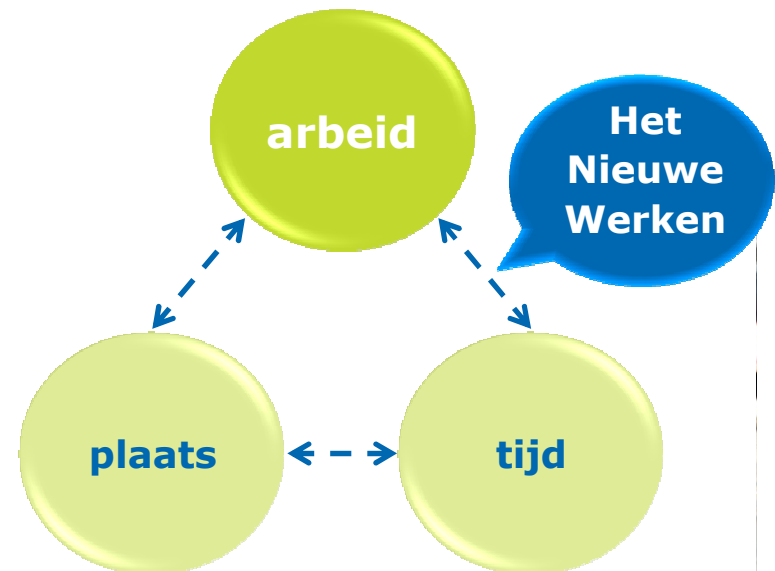 arbeid
Het
Nieuwe
Werken
plaats
tijd